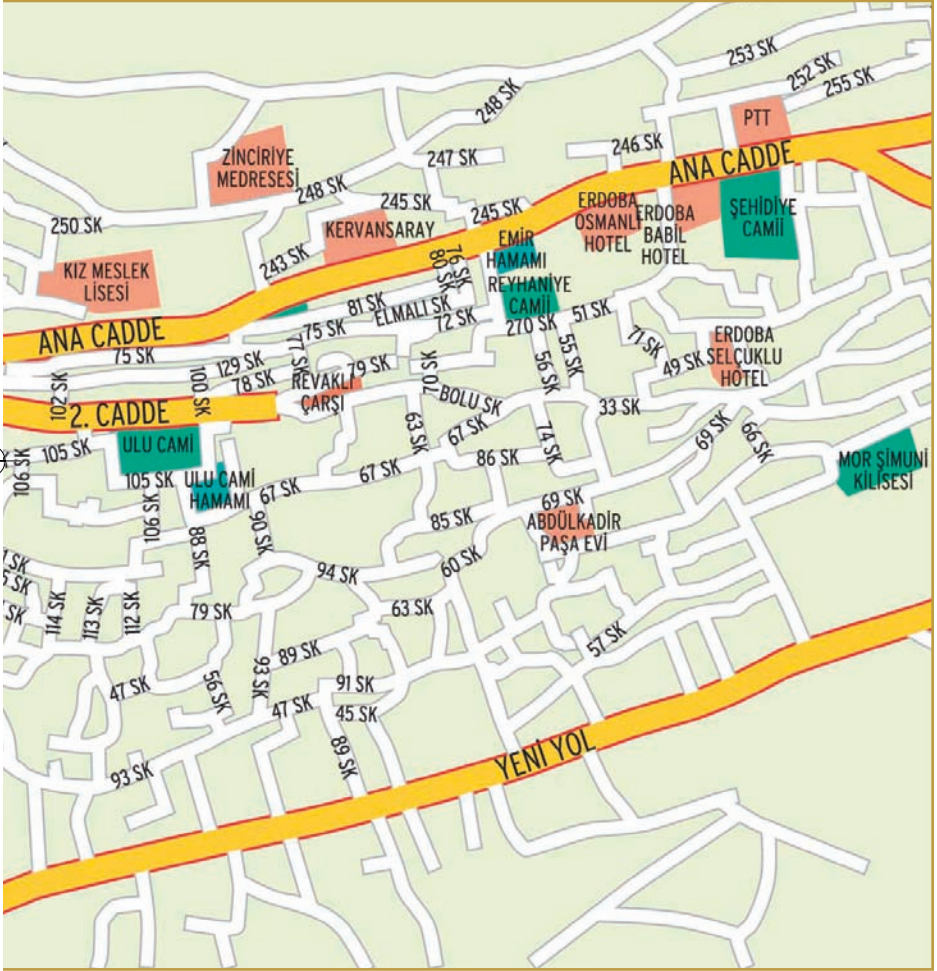 253 SK
252 SK
255 SK
248 SK
PTT
246 SK
ANA CADDE
247 SK
ZİNCİRİYE
MEDRESESİ
248 SK
245 SK
245 SK
250 SK
KERVANSARAY
ERDOBA
OSMANLI
HOTEL
ERDOBA
BABİL
HOTEL
ŞEHİDİYE
CAMİİ
EMİR
HAMAMI
243 SK
76 SK
80 SK
KIZ MESLEK
LİSESİ
REYHANİYE
CAMİİ
81 SK
ELMALI SK
72 SK
270 SK
51 SK
ANA CADDE
75 SK
75 SK
77 SK
71 SK
ERDOBA
SELÇUKLU
HOTEL
49 SK
129 SK
78 SK
79 SK
REVAKLI
ÇARŞI
70 SK
56 SK
55 SK
102 SK
100 SK
2. CADDE
BOLU SK
33 SK
63 SK
67 SK
74 SK
69 SK
66 SK
105 SK
ULU CAMİ
106 SK
105 SK
ULU CAMİ
HAMAMI
67 SK
67 SK
86 SK
MOR ŞİMUNİ
KİLİSESİ
106 SK
88 SK
90 SK
85 SK
69 SK
ABDÜLKADİR
PAŞA EVİ
60 SK
94 SK
SK
SK
SK
114 SK
113 SK
112 SK
79 SK
63 SK
57 SK
89 SK
93 SK
47 SK
56 SK
91 SK
47 SK
45 SK
89 SK
93 SK
YENİ YOL